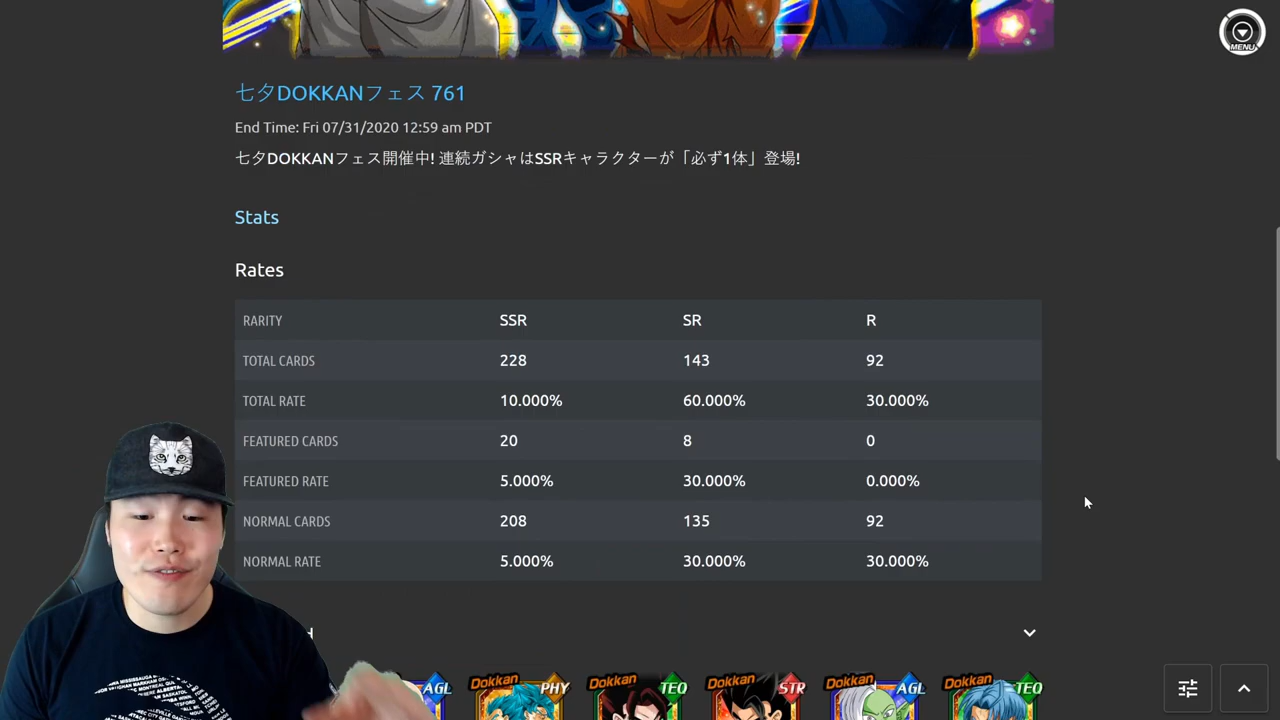 MENU
七夕DOKKANフェス 761
End Time: Fri 07/31/2020 12:59 am PDT
七夕DOKKANフェス開催中! 連続ガシャはSSRキャラクターが「必ず1体」登場!
Stats
Rates
RARITY SSR SR R
TOTAL CARDS 228 143 92
TOTAL RATE 10.000% 60.000% 30.000%
FEATURED CARDS 20 8 0
FEATURED RATE 5.000% 30.000% 0.000%
NORMAL CARDS 208 135 92
NORMAL RATE 5.000% 30.000% 30.000%
d
AGL Dokkan PHY Dokkan TEQ Dokkan STR Dokkan AGL Dokkan TEQ